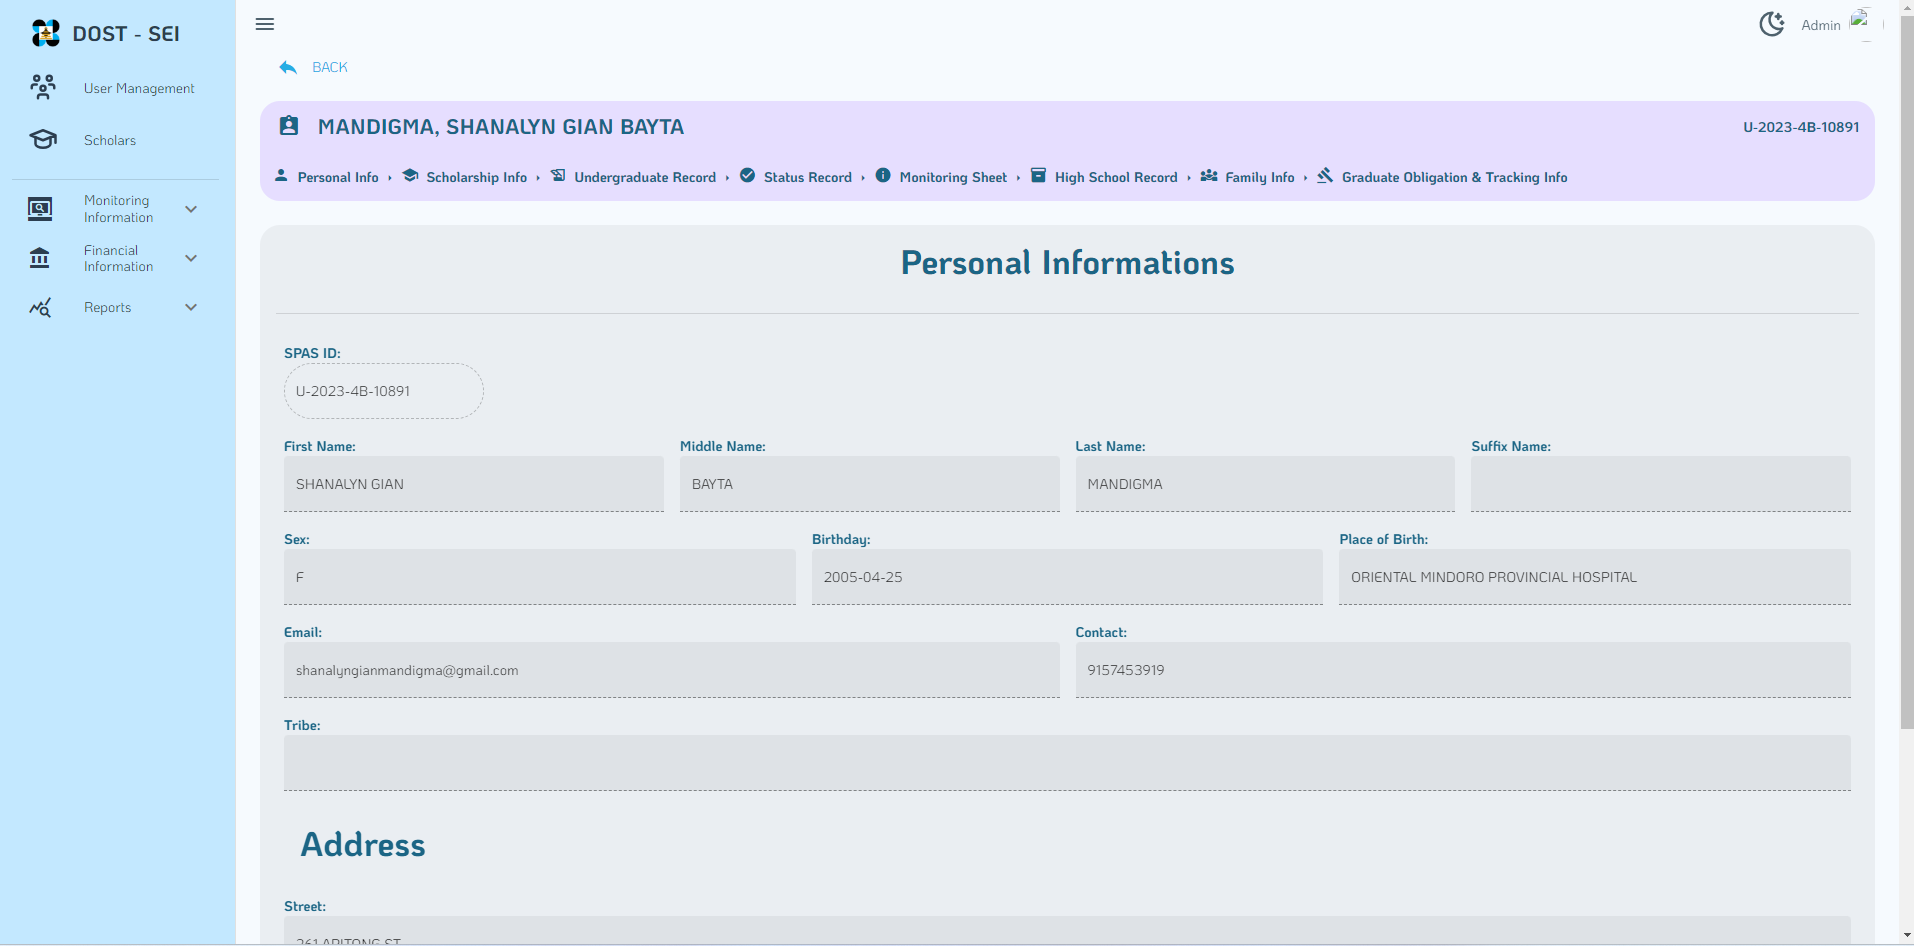 DOST - SEI
User Management
Scholars
Monitoring
Information
Financial
Information
Reports
Admin
BACK
MANDIGMA, SHANALYN GIAN BAYTA
U-2023-4B-10891
Personal Info
Scholarship Info
Undergraduate Record
Status Record
Monitoring Sheet
High School Record
Family Info
Graduate Obligation & Tracking Info
Personal Informations
SPAS ID:
U-2023-4B-10891
First Name:
Middle Name:
Last Name:
Suffix Name:
SHANALYN GIAN
BAYTA
MANDIGMA
Sex:
Birthday:
Place of Birth:
F
2005-04-25
ORIENTAL MINDORO PROVINCIAL HOSPITAL
Email:
Contact:
shanalyngianmandigma@gmail.com
9157453919
Tribe:
Address
Street:
261 APITONG ST